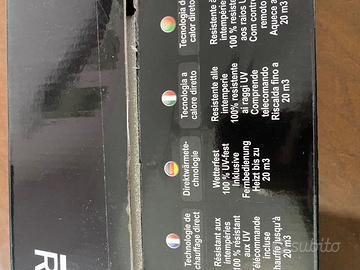 Tecnologia de
calor direto
Resistente às
intempéries
100 % resistente
aos raios UV
Com controlo
remoto
Aquece a
20 m3
Tecnologia a
calore diretto
Resistente alle
intemperie
100% resistente
ai raggi UV
Comprende
telecomando
Riscalda fino a
20 m3
Direktwärmete-
chnologie
Wetterfest
100 % UV-fest
Inklusive
Fernbedienung
Heizt bis zu
20 m3
Technologie de
chauffage direct
Résistant aux
intempéries
100 % résistant
aux UV
Télécommande
incluse
Chauffe jusqu'à
20 m3
subito